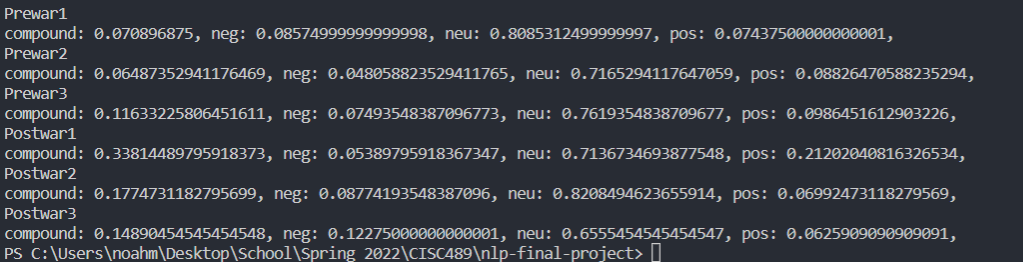 Prewar1
compound: 0.070896875, neg: 0.08574999999999998, neu: 0.8085312499999997, pos: 0.07437500000000001,
Prewar2
compound: 0.06487352941176469, neg: 0.048058823529411765, neu: 0.7165294117647059, pos: 0.08826470588235294,
Prewar3
compound: 0.11633225806451611, neg: 0.07493548387096773, neu: 0.7619354838709677, pos: 0.0986451612903226,
Postwar1
compound: 0.33814489795918373, neg: 0.05389795918367347, neu: 0.7136734693877548, pos: 0.21202040816326534,
Postwar2
compound: 0.1774731182795699, neg: 0.08774193548387096, neu: 0.8208494623655914, pos: 0.06992473118279569,
Postwar3
compound: 0.14890454545454548, neg: 0.12275000000000001, neu: 0.6555454545454547, pos: 0.0625909090909091,
PS C:\Users\noahm\Desktop\School\Spring 2022\CISC489\nlp-final-project>